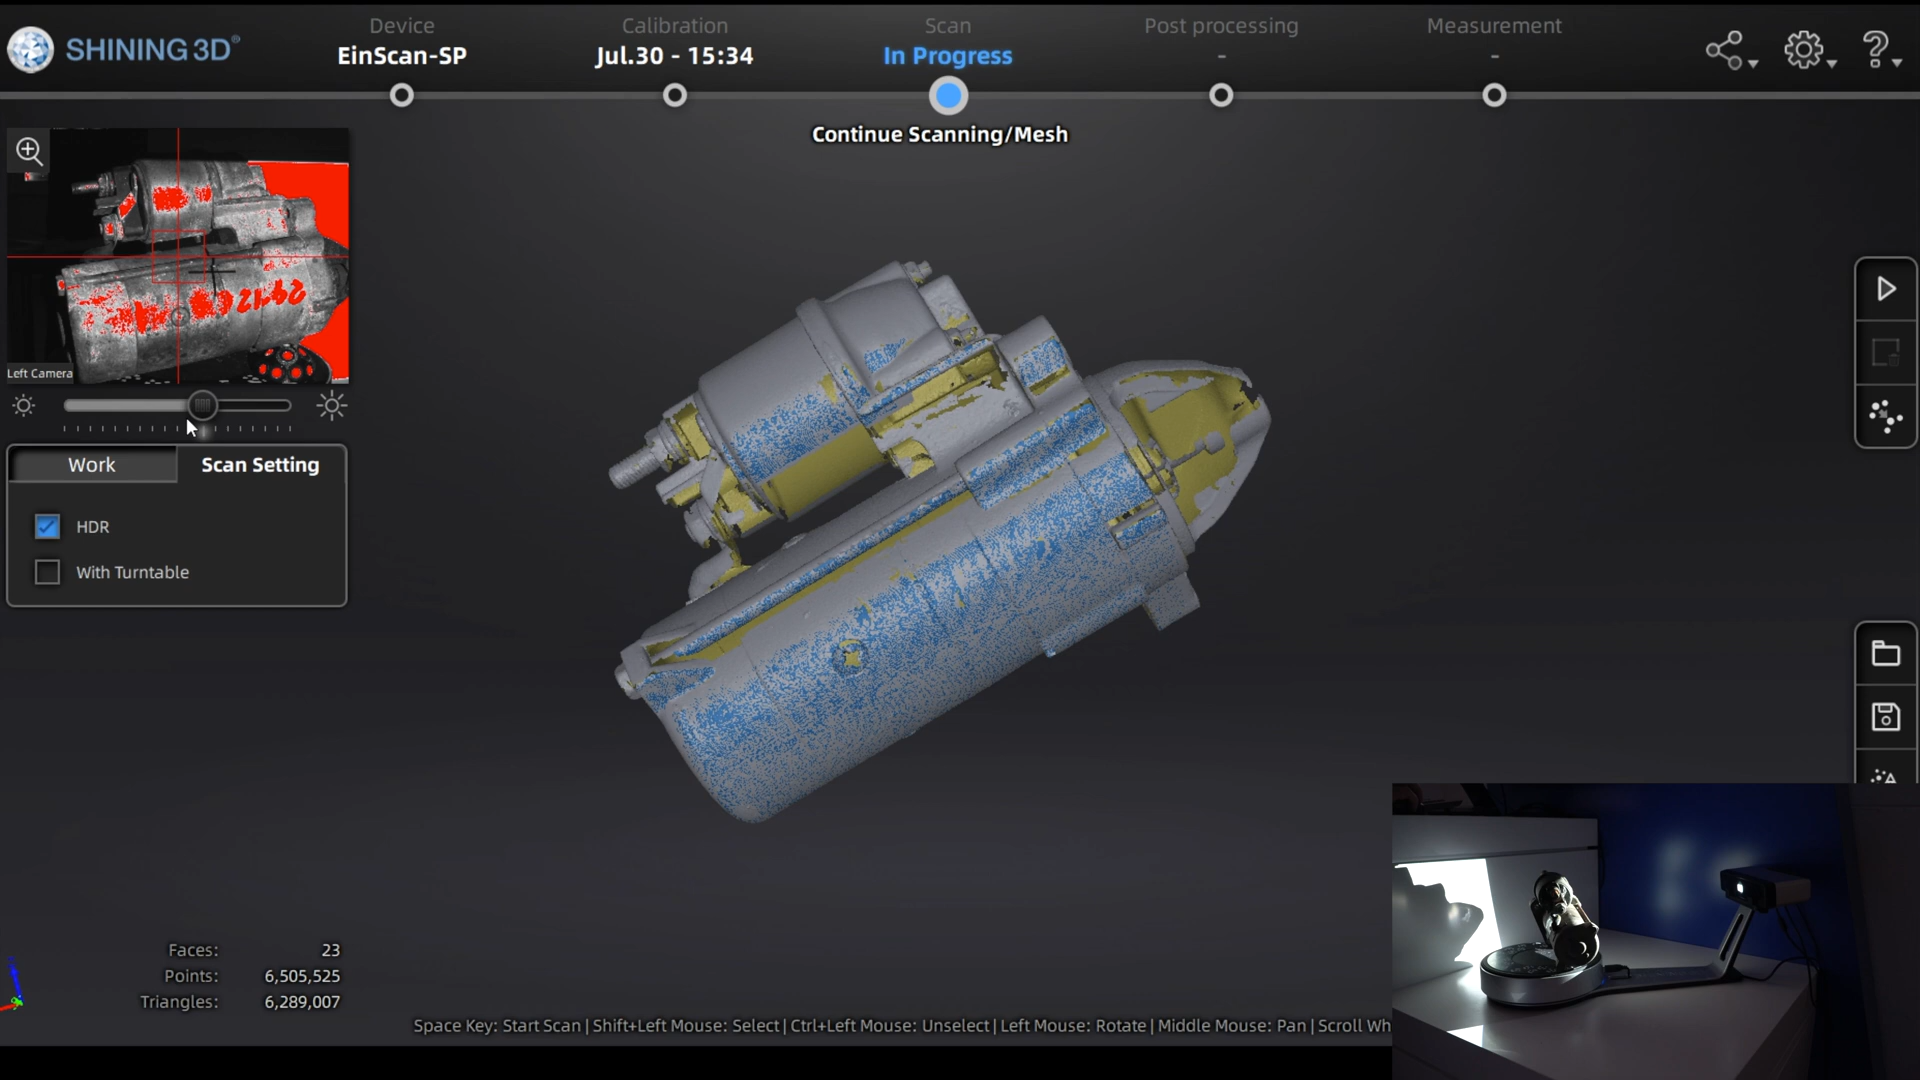 SHINING 3D®
Device
EinScan-SP
Calibration
Jul.30 - 15:34
Scan
In Progress
Post processing
-
Measurement
-
Continue Scanning/Mesh
Left Camera
Work
Scan Setting
HDR
With Turntable
Faces: 23
Points: 6,505,525
Triangles: 6,289,007
Space Key: Start Scan | Shift+Left Mouse: Select | Ctrl+Left Mouse: Unselect | Left Mouse: Rotate | Middle Mouse: Pan | Scroll Wh